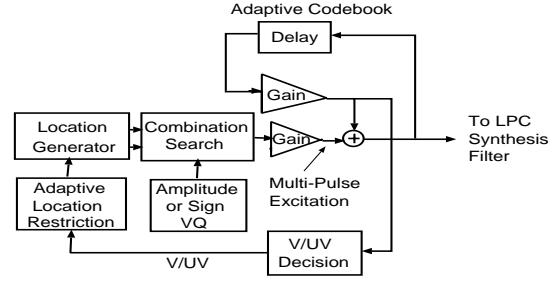 Adaptive Codebook
Delay
Gain
Location
Generator
Combination
Search
Gain
To LPC
Synthesis
Filter
Adaptive
Location
Restriction
Amplitude
or Sign
VQ
Multi-Pulse
Excitation
V/UV
Decision
V/UV